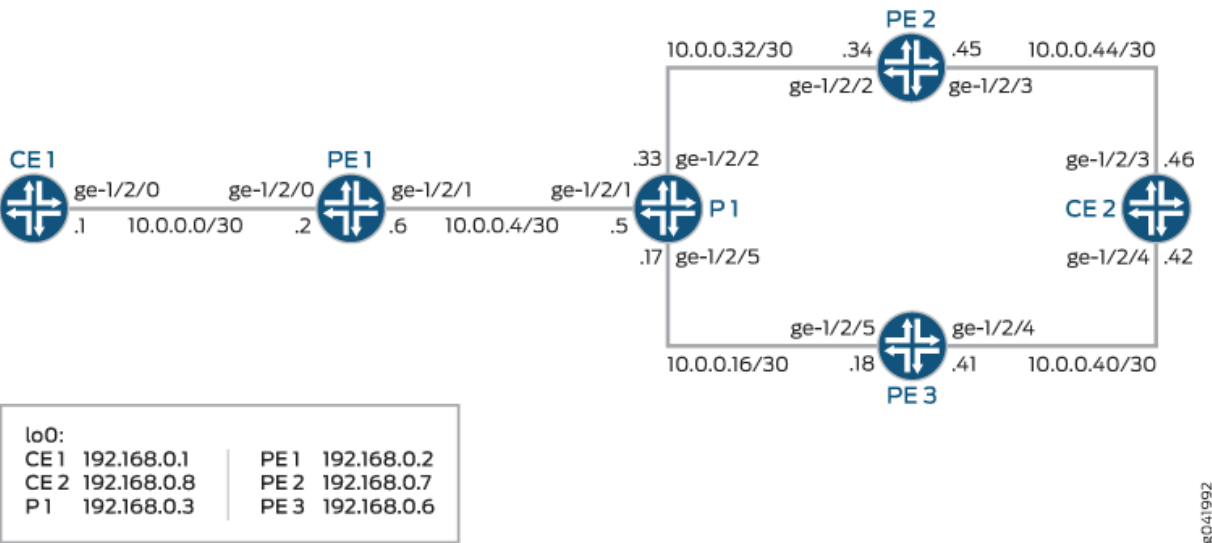 PE 2
10.0.0.32/30 .34 .45 10.0.0.44/30
ge-1/2/2 ge-1/2/3
CE 1 PE 1 .33 ge-1/2/2 ge-1/2/3 .46
ge-1/2/0 ge-1/2/0 ge-1/2/1 ge-1/2/1 P 1 CE 2
.1 10.0.0.0/30 .2 .6 10.0.0.4/30 .5
.17 ge-1/2/5 ge-1/2/4 .42
ge-1/2/5 ge-1/2/4
10.0.0.16/30 .18 .41 10.0.0.40/30
PE 3
lo0:
CE 1 192.168.0.1 PE 1 192.168.0.2
CE 2 192.168.0.8 PE 2 192.168.0.7
P 1 192.168.0.3 PE 3 192.168.0.6
g041992